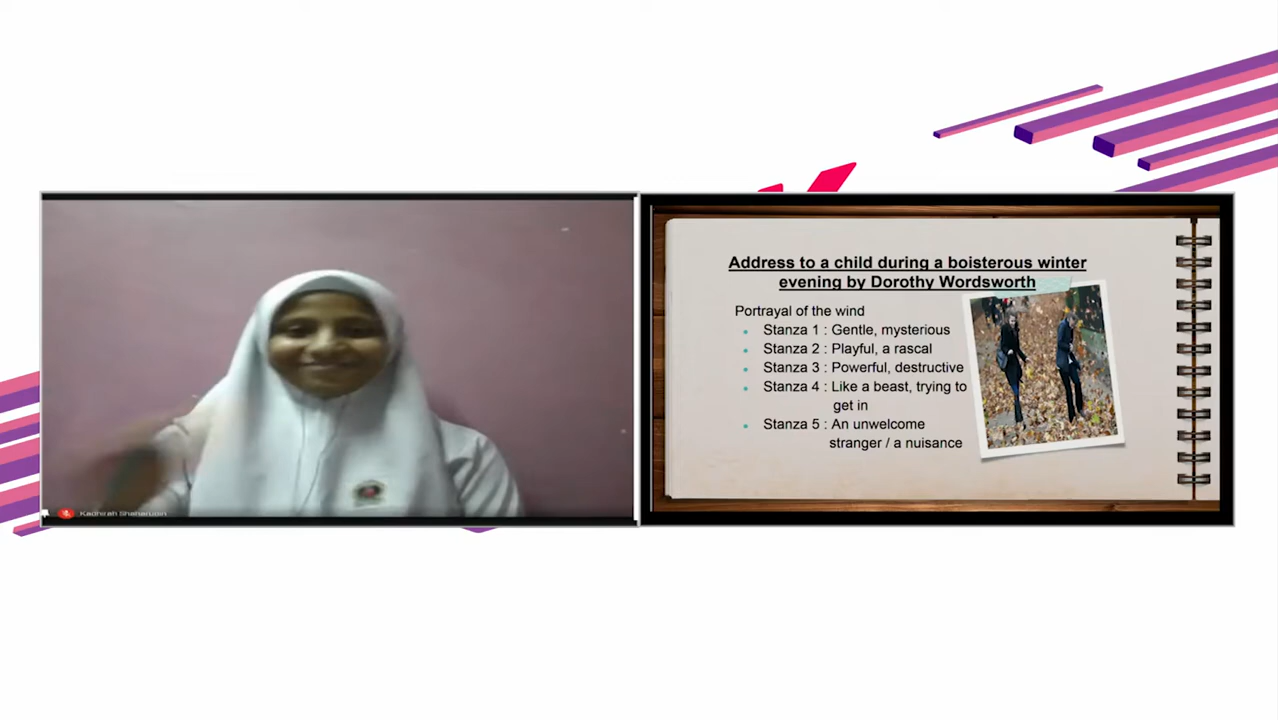 Address to a child during a boisterous winter
evening by Dorothy Wordsworth
Portrayal of the wind
Stanza 1 : Gentle, mysterious
Stanza 2 : Playful, a rascal
Stanza 3 : Powerful, destructive
Stanza 4 : Like a beast, trying to
get in
Stanza 5 : An unwelcome
stranger / a nuisance